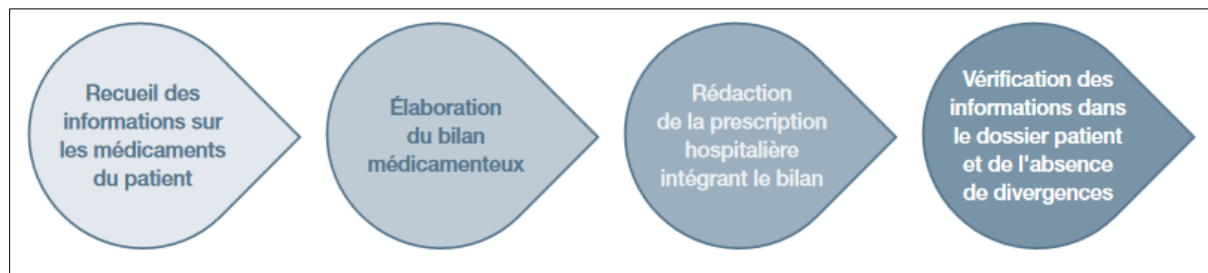 Recueil des
informations sur
les médicaments
du patient
Élaboration
du bilan
médicamenteux
Rédaction
de la prescription
hospitalière
intégrant le bilan
Vérification des
informations dans
le dossier patient
et de l'absence
de divergences